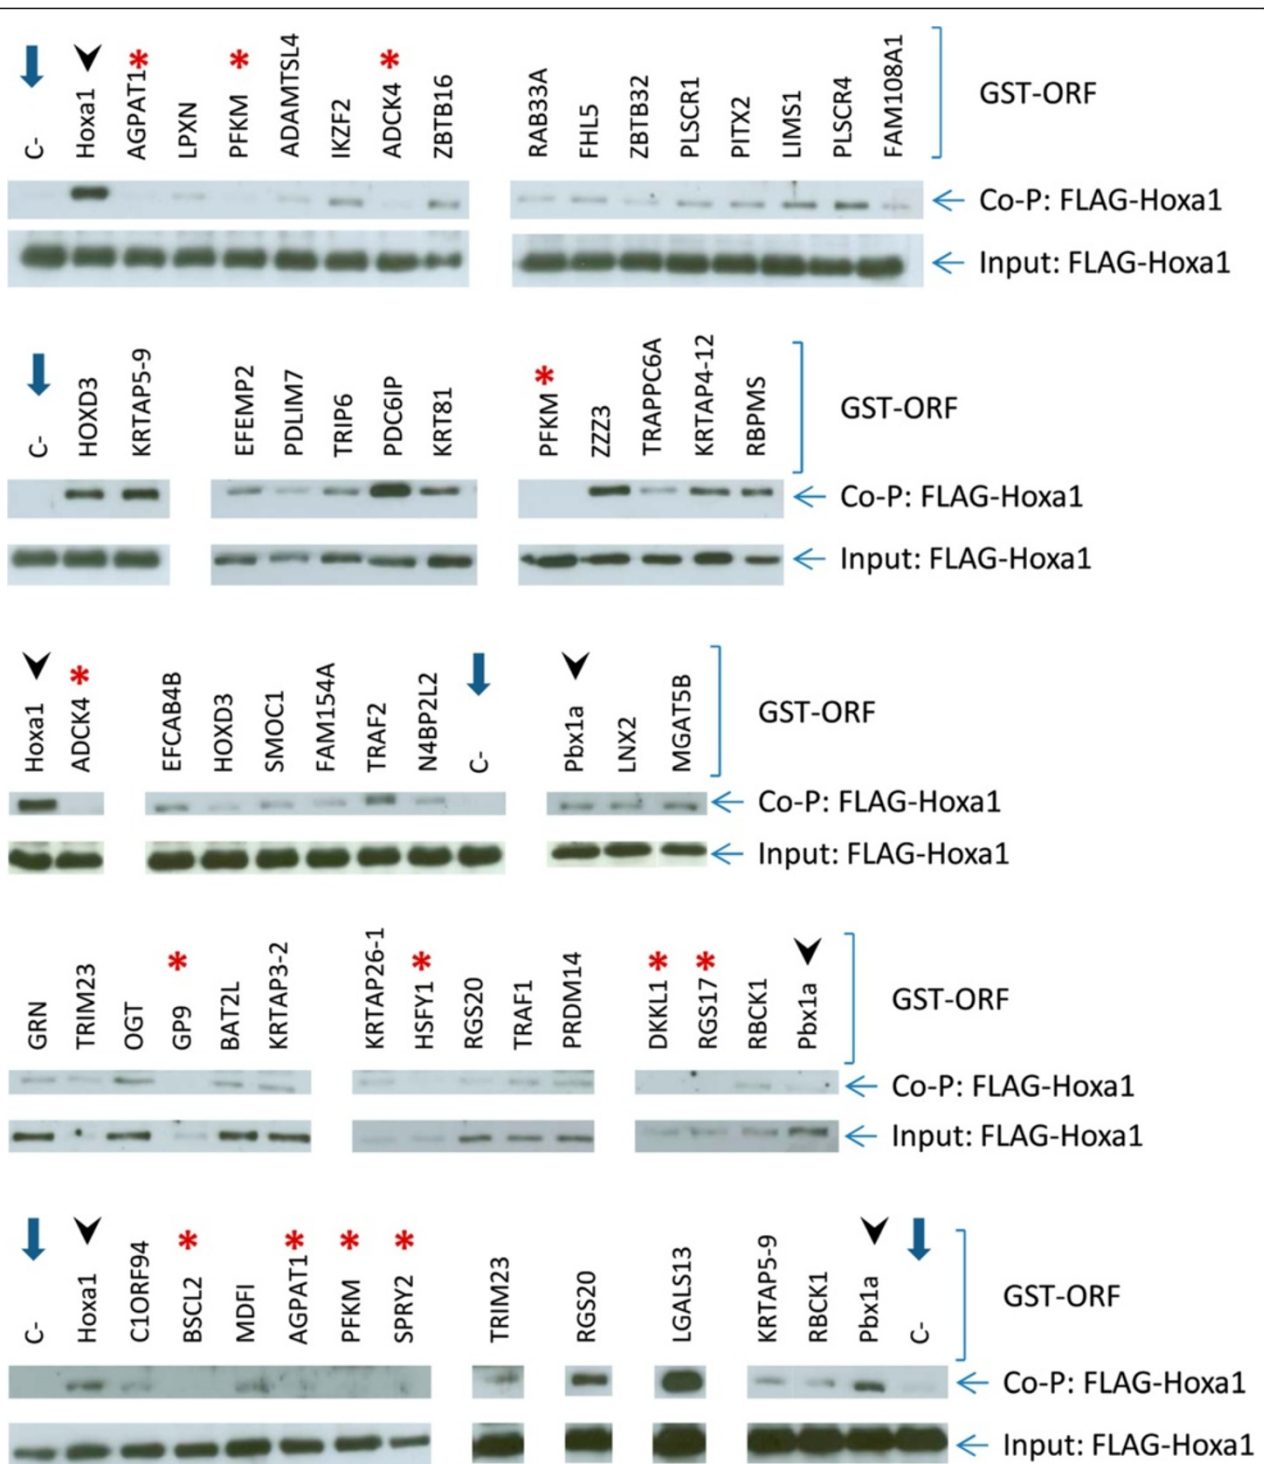 C- Hoxa1 AGPAT1* LPXN PFKM * ADAMTSL4 IKZF2 ADCK4 * ZBTB16 RAB33A FHL5 ZBTB32 PLSCR1 PITX2 LIMS1 PLSCR4 FAM108A1 GST-ORF
Co-P: FLAG-Hoxa1
Input: FLAG-Hoxa1
C- HOXD3 KRTAP5-9 EFEMP2 PDLIM7 TRIP6 PDC6IP KRT81 PFKM * ZZZ3 TRAPPC6A KRTAP4-12 RBPMS GST-ORF
Co-P: FLAG-Hoxa1
Input: FLAG-Hoxa1
Hoxa1 ADCK4 * EFCAB4B HOXD3 SMOC1 FAM154A TRAF2 N4BP2L2 C- Pbx1a LNX2 MGAT5B GST-ORF
Co-P: FLAG-Hoxa1
Input: FLAG-Hoxa1
GRN TRIM23 OGT GP9 * BAT2L KRTAP3-2 KRTAP26-1 HSFY1 * RGS20 TRAF1 PRDM14 DKKL1 * RGS17 * RBCK1 Pbx1a GST-ORF
Co-P: FLAG-Hoxa1
Input: FLAG-Hoxa1
C- Hoxa1 C1ORF94 BSCL2 * MDFI AGPAT1 * PFKM * SPRY2 * TRIM23 RGS20 LGALS13 KRTAP5-9 RBCK1 Pbx1a C- GST-ORF
Co-P: FLAG-Hoxa1
Input: FLAG-Hoxa1